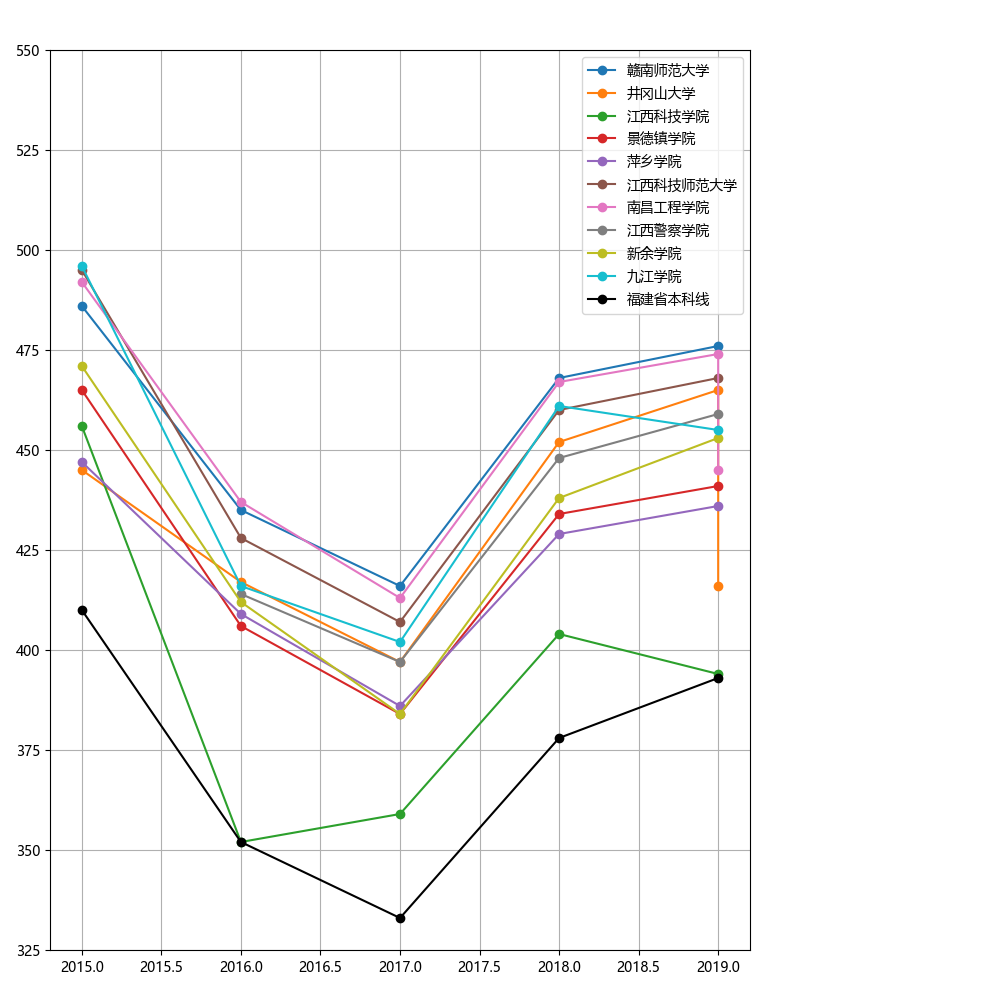 550
525
500
475
450
425
400
375
350
325
2015.0
2015.5
2016.0
2016.5
2017.0
2017.5
2018.0
2018.5
2019.0
赣南师范大学
井冈山大学
江西科技学院
景德镇学院
萍乡学院
江西科技师范大学
南昌工程学院
江西警察学院
新余学院
九江学院
福建省本科线